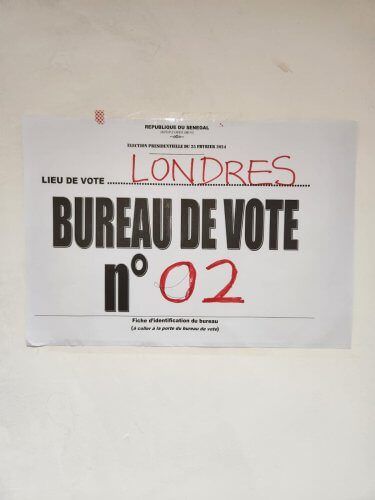 REPUBLIQUE DU SENEGAL
ELECTION PRESIDENTIELLE DU 25 FEVRIER 2024
LIEU DE VOTE ........ LONDRES
BUREAU DE VOTE
n° 02
Fiche d'identification du bureau
(à coller à la porte du bureau de vote)